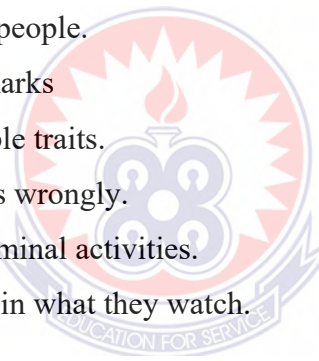 people.
arks
le traits.
s wrongly.
minal activities.
in what they watch.
EDUCATION FOR SERVICE